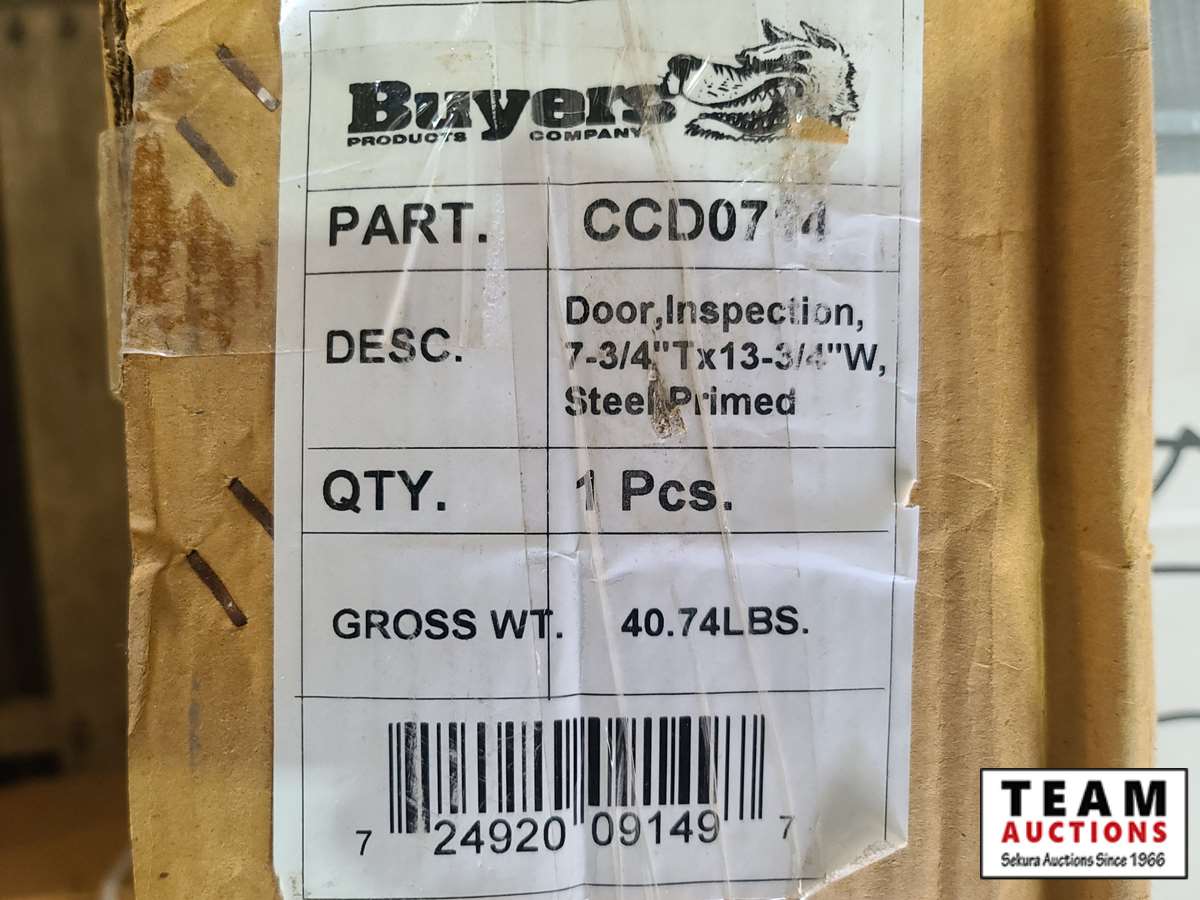 Buyers
PRODUCTS COMPANY
PART. CCD0714
DESC. Door,Inspection,
7-3/4"Tx13-3/4"W,
Steel Primed
QTY. 1 Pcs.
GROSS WT. 40.74LBS.
7 24920 09149 7
TEAM
AUCTIONS
Sekura Auctions Since 1966